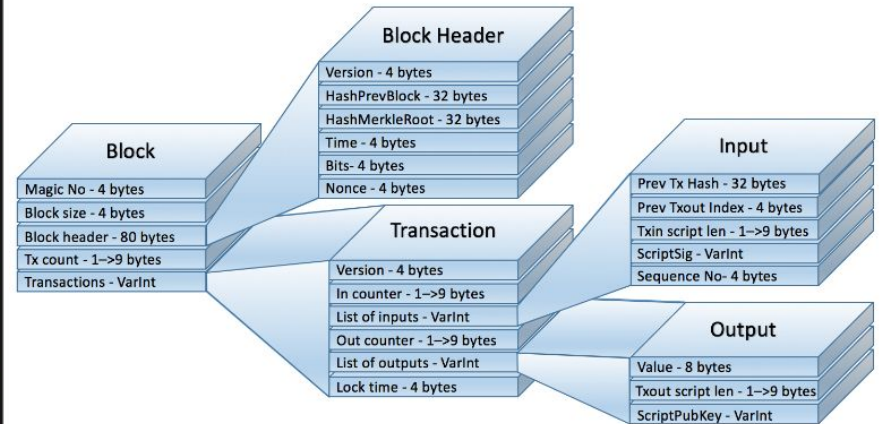 Block Header
Version - 4 bytes
HashPrevBlock - 32 bytes
HashMerkleRoot - 32 bytes
Time - 4 bytes
Bits- 4 bytes
Nonce - 4 bytes
Block
Magic No - 4 bytes
Block size - 4 bytes
Block header - 80 bytes
Tx count - 1–>9 bytes
Transactions - VarInt
Transaction
Version - 4 bytes
In counter - 1–>9 bytes
List of inputs - VarInt
Out counter - 1–>9 bytes
List of outputs - VarInt
Lock time - 4 bytes
Input
Prev Tx Hash - 32 bytes
Prev Txout Index - 4 bytes
Txin script len - 1–>9 bytes
ScriptSig - VarInt
Sequence No- 4 bytes
Output
Value - 8 bytes
Txout script len - 1–>9 bytes
ScriptPubKey - VarInt